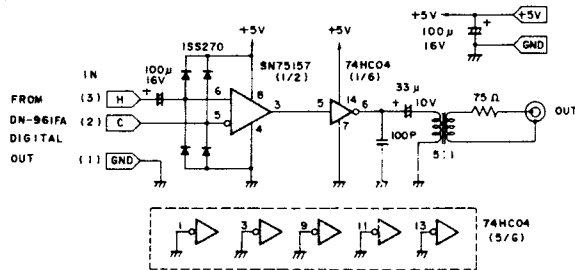 +5V
+5V
+5V
+5V
100μ
16V
GND
1SS270
SN75157
(1/2)
74HC04
(1/6)
IN
100μ
16V
33μ
10V
75Ω
FROM (3) H
6
8
3
5
14
6
OUT
DN-961FA (2) C
5
4
7
100P
DIGITAL
5:1
OUT (1) GND
1
3
9
11
13
74HC04
(5/6)